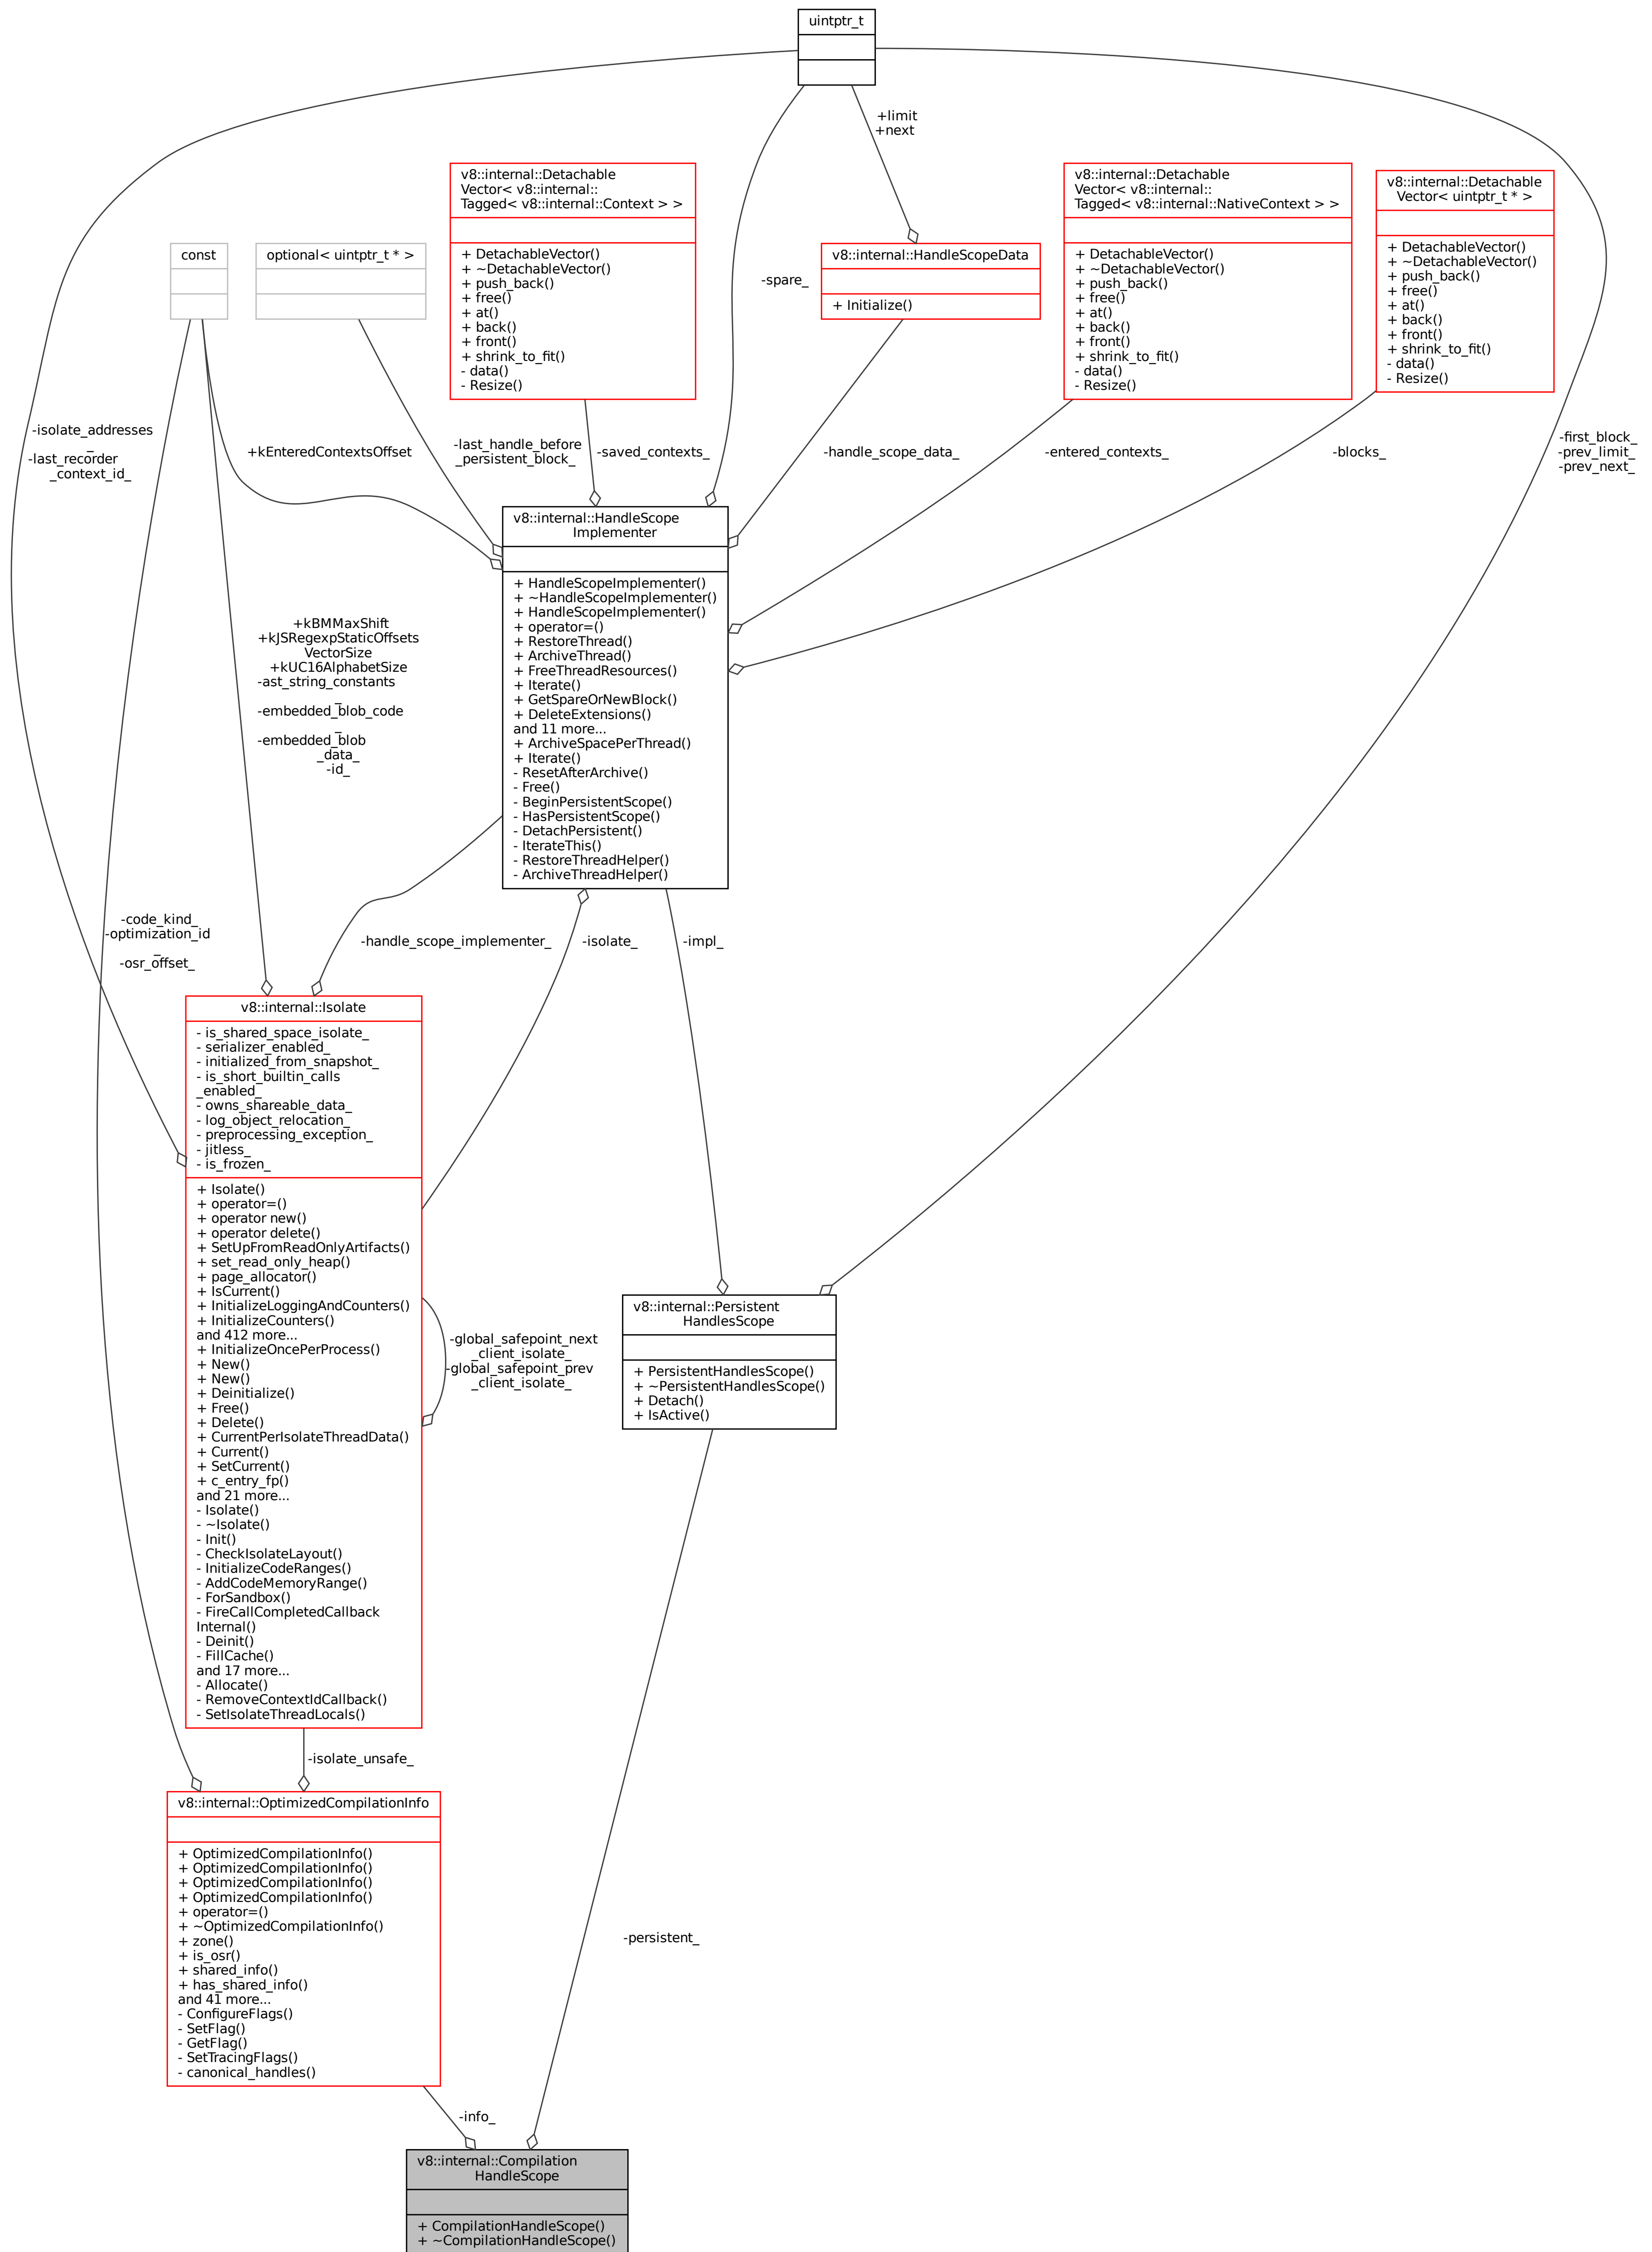 uintptr_t
+limit
+next
v8::internal::Detachable
Vector< v8::internal::
Tagged< v8::internal::Context > >
+ DetachableVector()
+ ~DetachableVector()
+ push_back()
+ free()
+ at()
+ back()
+ front()
+ shrink_to_fit()
- data()
- Resize()
v8::internal::Detachable
Vector< v8::internal::
Tagged< v8::internal::NativeContext > >
+ DetachableVector()
+ ~DetachableVector()
+ push_back()
+ free()
+ at()
+ back()
+ front()
+ shrink_to_fit()
- data()
- Resize()
v8::internal::Detachable
Vector< uintptr_t * >
+ DetachableVector()
+ ~DetachableVector()
+ push_back()
+ free()
+ at()
+ back()
+ front()
+ shrink_to_fit()
- data()
- Resize()
const
optional< uintptr_t * >
-spare_
v8::internal::HandleScopeData
+ Initialize()
-isolate_addresses
_
-last_recorder
_context_id_
+kEnteredContextsOffset
-last_handle_before
_persistent_block_
-saved_contexts_
-handle_scope_data_
-entered_contexts_
-blocks_
-first_block_
-prev_limit_
-prev_next_
v8::internal::HandleScope
Implementer
+ HandleScopeImplementer()
+ ~HandleScopeImplementer()
+ HandleScopeImplementer()
+ operator=()
+ RestoreThread()
+ ArchiveThread()
+ FreeThreadResources()
+ Iterate()
+ GetSpareOrNewBlock()
+ DeleteExtensions()
and 11 more...
+ ArchiveSpacePerThread()
+ Iterate()
- ResetAfterArchive()
- Free()
- BeginPersistentScope()
- HasPersistentScope()
- DetachPersistent()
- IterateThis()
- RestoreThreadHelper()
- ArchiveThreadHelper()
+kBMMaxShift
+kJSRegexpStaticOffsets
VectorSize
+kUC16AlphabetSize
-ast_string_constants
_
-embedded_blob_code
_
-embedded_blob
_data_
-id_
-code_kind_
-optimization_id
_
-osr_offset_
-handle_scope_implementer_
-isolate_
-impl_
v8::internal::Isolate
- is_shared_space_isolate_
- serializer_enabled_
- initialized_from_snapshot_
- is_short_builtin_calls
_enabled_
- owns_shareable_data_
- log_object_relocation_
- preprocessing_exception_
- jitless_
- is_frozen_
+ Isolate()
+ operator=()
+ operator new()
+ operator delete()
+ SetUpFromReadOnlyArtifacts()
+ set_read_only_heap()
+ page_allocator()
+ IsCurrent()
+ InitializeLoggingAndCounters()
+ InitializeCounters()
and 412 more...
+ InitializeOncePerProcess()
+ New()
+ New()
+ Deinitialize()
+ Free()
+ Delete()
+ CurrentPerIsolateThreadData()
+ Current()
+ SetCurrent()
+ c_entry_fp()
and 21 more...
- Isolate()
- ~Isolate()
- Init()
- CheckIsolateLayout()
- InitializeCodeRanges()
- AddCodeMemoryRange()
- ForSandbox()
- FireCallCompletedCallback
Internal()
- Deinit()
- FillCache()
and 17 more...
- Allocate()
- RemoveContextIdCallback()
- SetIsolateThreadLocals()
-global_safepoint_next
_client_isolate_
-global_safepoint_prev
_client_isolate_
v8::internal::Persistent
HandlesScope
+ PersistentHandlesScope()
+ ~PersistentHandlesScope()
+ Detach()
+ IsActive()
-isolate_unsafe_
v8::internal::OptimizedCompilationInfo
+ OptimizedCompilationInfo()
+ OptimizedCompilationInfo()
+ OptimizedCompilationInfo()
+ OptimizedCompilationInfo()
+ operator=()
+ ~OptimizedCompilationInfo()
+ zone()
+ is_osr()
+ shared_info()
+ has_shared_info()
and 41 more...
- ConfigureFlags()
- SetFlag()
- GetFlag()
- SetTracingFlags()
- canonical_handles()
-persistent_
-info_
v8::internal::Compilation
HandleScope
+ CompilationHandleScope()
+ ~CompilationHandleScope()